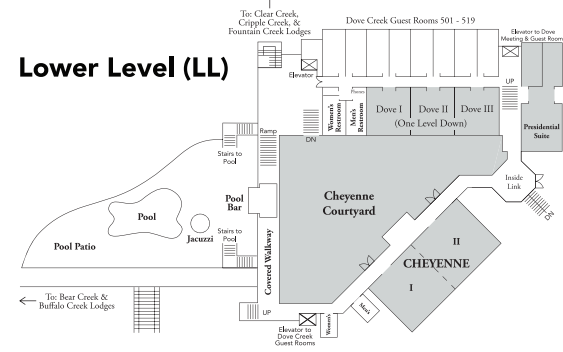 To: Clear Creek,
Cripple Creek, &
Fountain Creek Lodges
Dove Creek Guest Rooms 501 - 519
Elevator to Dove
Meeting & Guest Room
Lower Level (LL)
Elevator
UP
Phones
Women's
Restroom
Men's
Restroom
Dove I
Dove II
Dove III
(One Level Down)
Presidential
Suite
Ramp
DN
Stairs to
Pool
Inside
Link
DN
Pool
Bar
Cheyenne
Courtyard
Pool
Jacuzzi
Stairs to
Pool
Pool Patio
Covered Walkway
II
CHEYENNE
I
To: Bear Creek &
Buffalo Creek Lodges
UP
Elevator to
Dove Creek
Guest Rooms
Women's
Men's